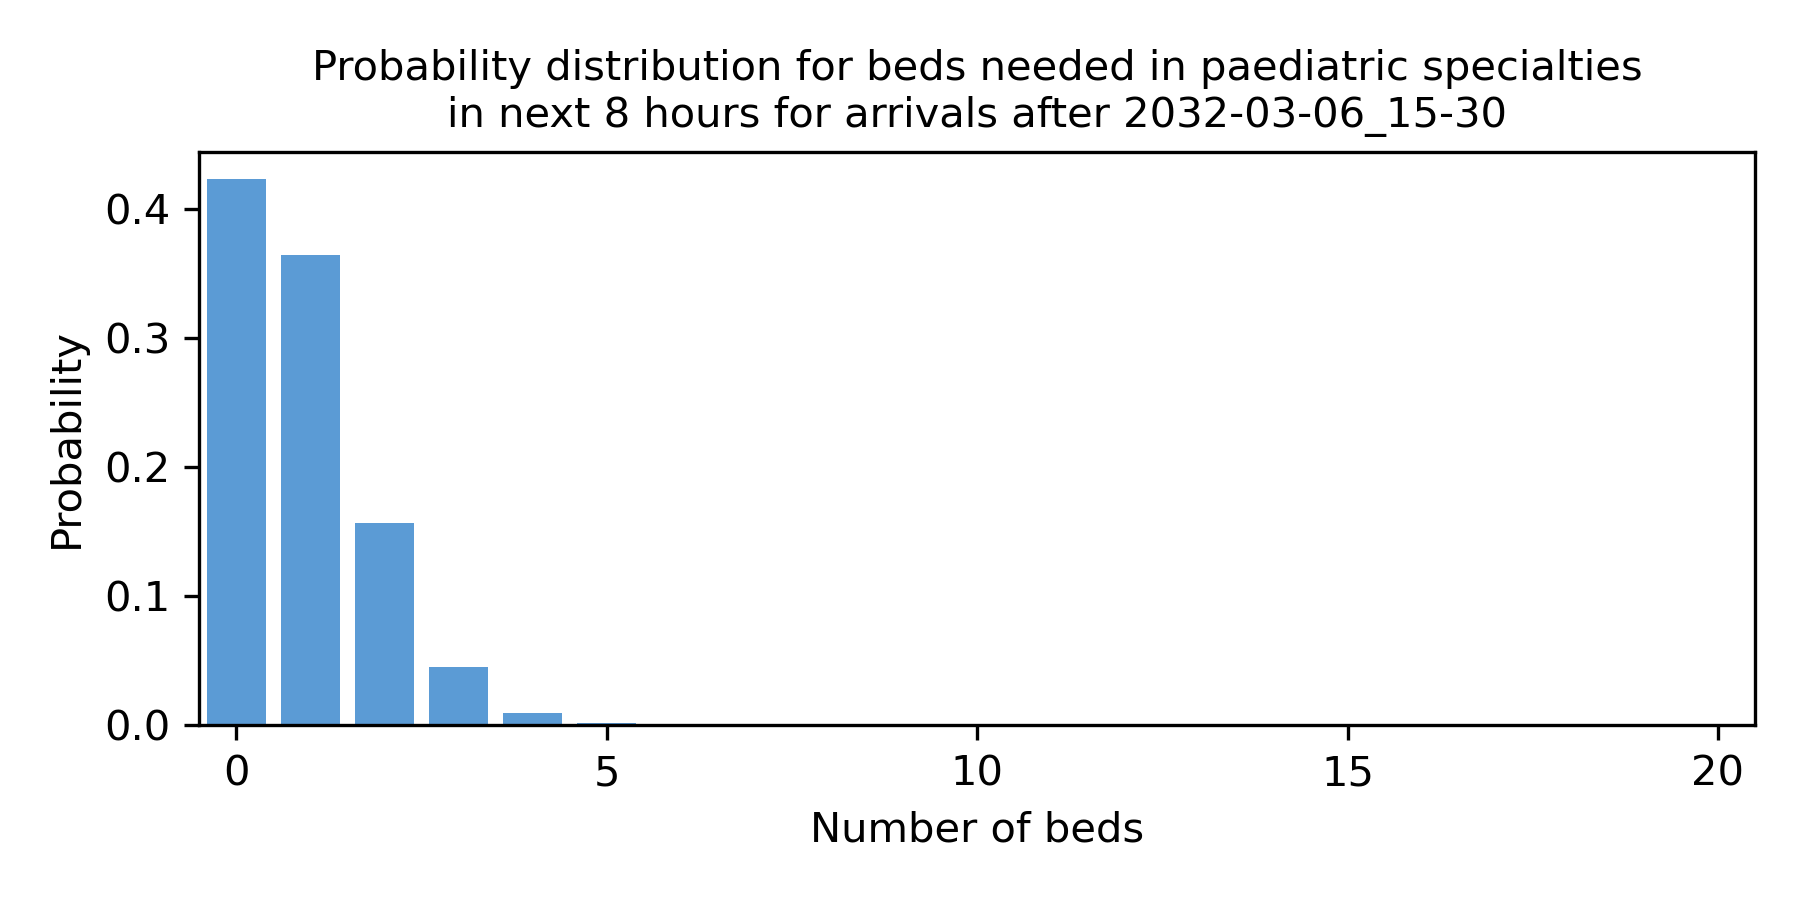 Probability distribution for beds needed in paediatric specialties
in next 8 hours for arrivals after 2032-03-06_15-30
Probability
0.4
0.3
0.2
0.1
0.0
0 5 10 15 20
Number of beds